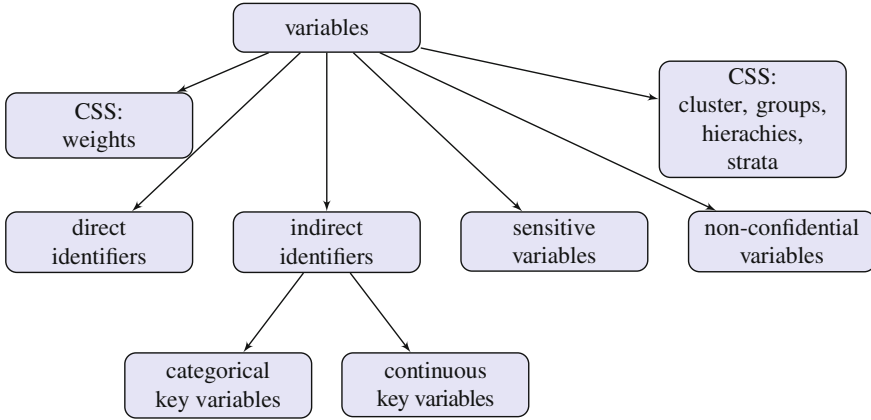 variables
CSS:
weights
CSS:
cluster, groups,
hierachies,
strata
direct
identifiers
indirect
identifiers
sensitive
variables
non-confidential
variables
categorical
key variables
continuous
key variables